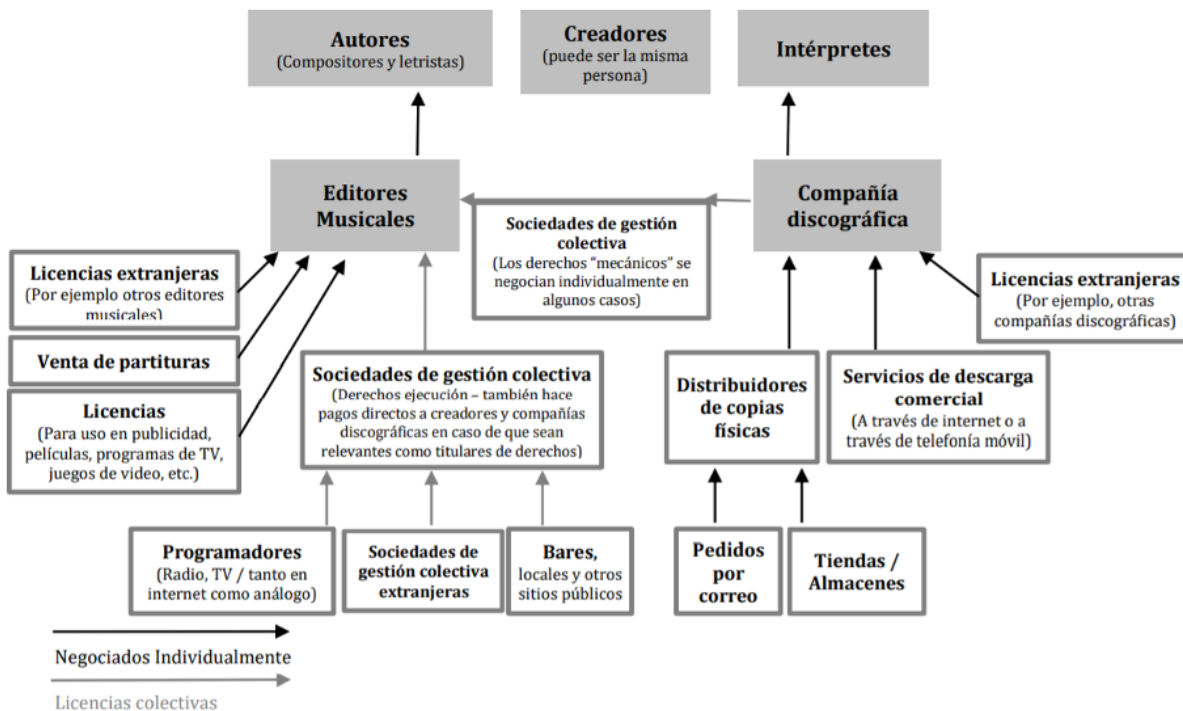 Autores
(Compositores y letristas)
Creadores
(puede ser la misma
persona)
Intérpretes
Editores
Musicales
Compañía
discográfica
Sociedades de gestión
colectiva
(Los derechos “mecánicos” se
negocian individualmente en
algunos casos)
Licencias extranjeras
(Por ejemplo otros editores
musicales)
Licencias extranjeras
(Por ejemplo, otras
compañías discográficas)
Venta de partituras
Licencias
(Para uso en publicidad,
películas, programas de TV,
juegos de video, etc.)
Sociedades de gestión colectiva
(Derechos ejecución – también hace
pagos directos a creadores y compañías
discográficas en caso de que sean
relevantes como titulares de derechos)
Distribuidores
de copias
físicas
Servicios de descarga
comercial
(A través de internet o a
través de telefonía móvil)
Programadores
(Radio, TV / tanto en
internet como análogo)
Sociedades de
gestión colectiva
extranjeras
Bares,
locales y otros
sitios públicos
Pedidos
por
correo
Tiendas /
Almacenes
Negociados Individualmente
Licencias colectivas